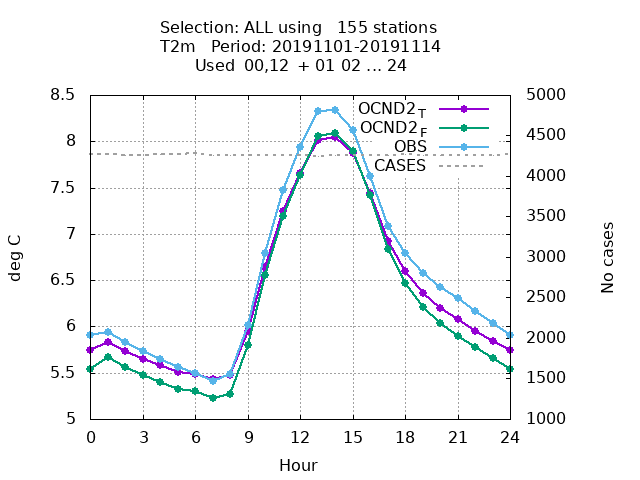 Selection: ALL using   155 stations
T2m   Period: 20191101-20191114
Used  00,12  + 01 02 ... 24
8.5
8
7.5
7
6.5
6
5.5
5
deg C
5000
4500
4000
3500
3000
2500
2000
1500
1000
No cases
OCND2 T
OCND2 F
OBS
CASES
0 3 6 9 12 15 18 21 24
Hour